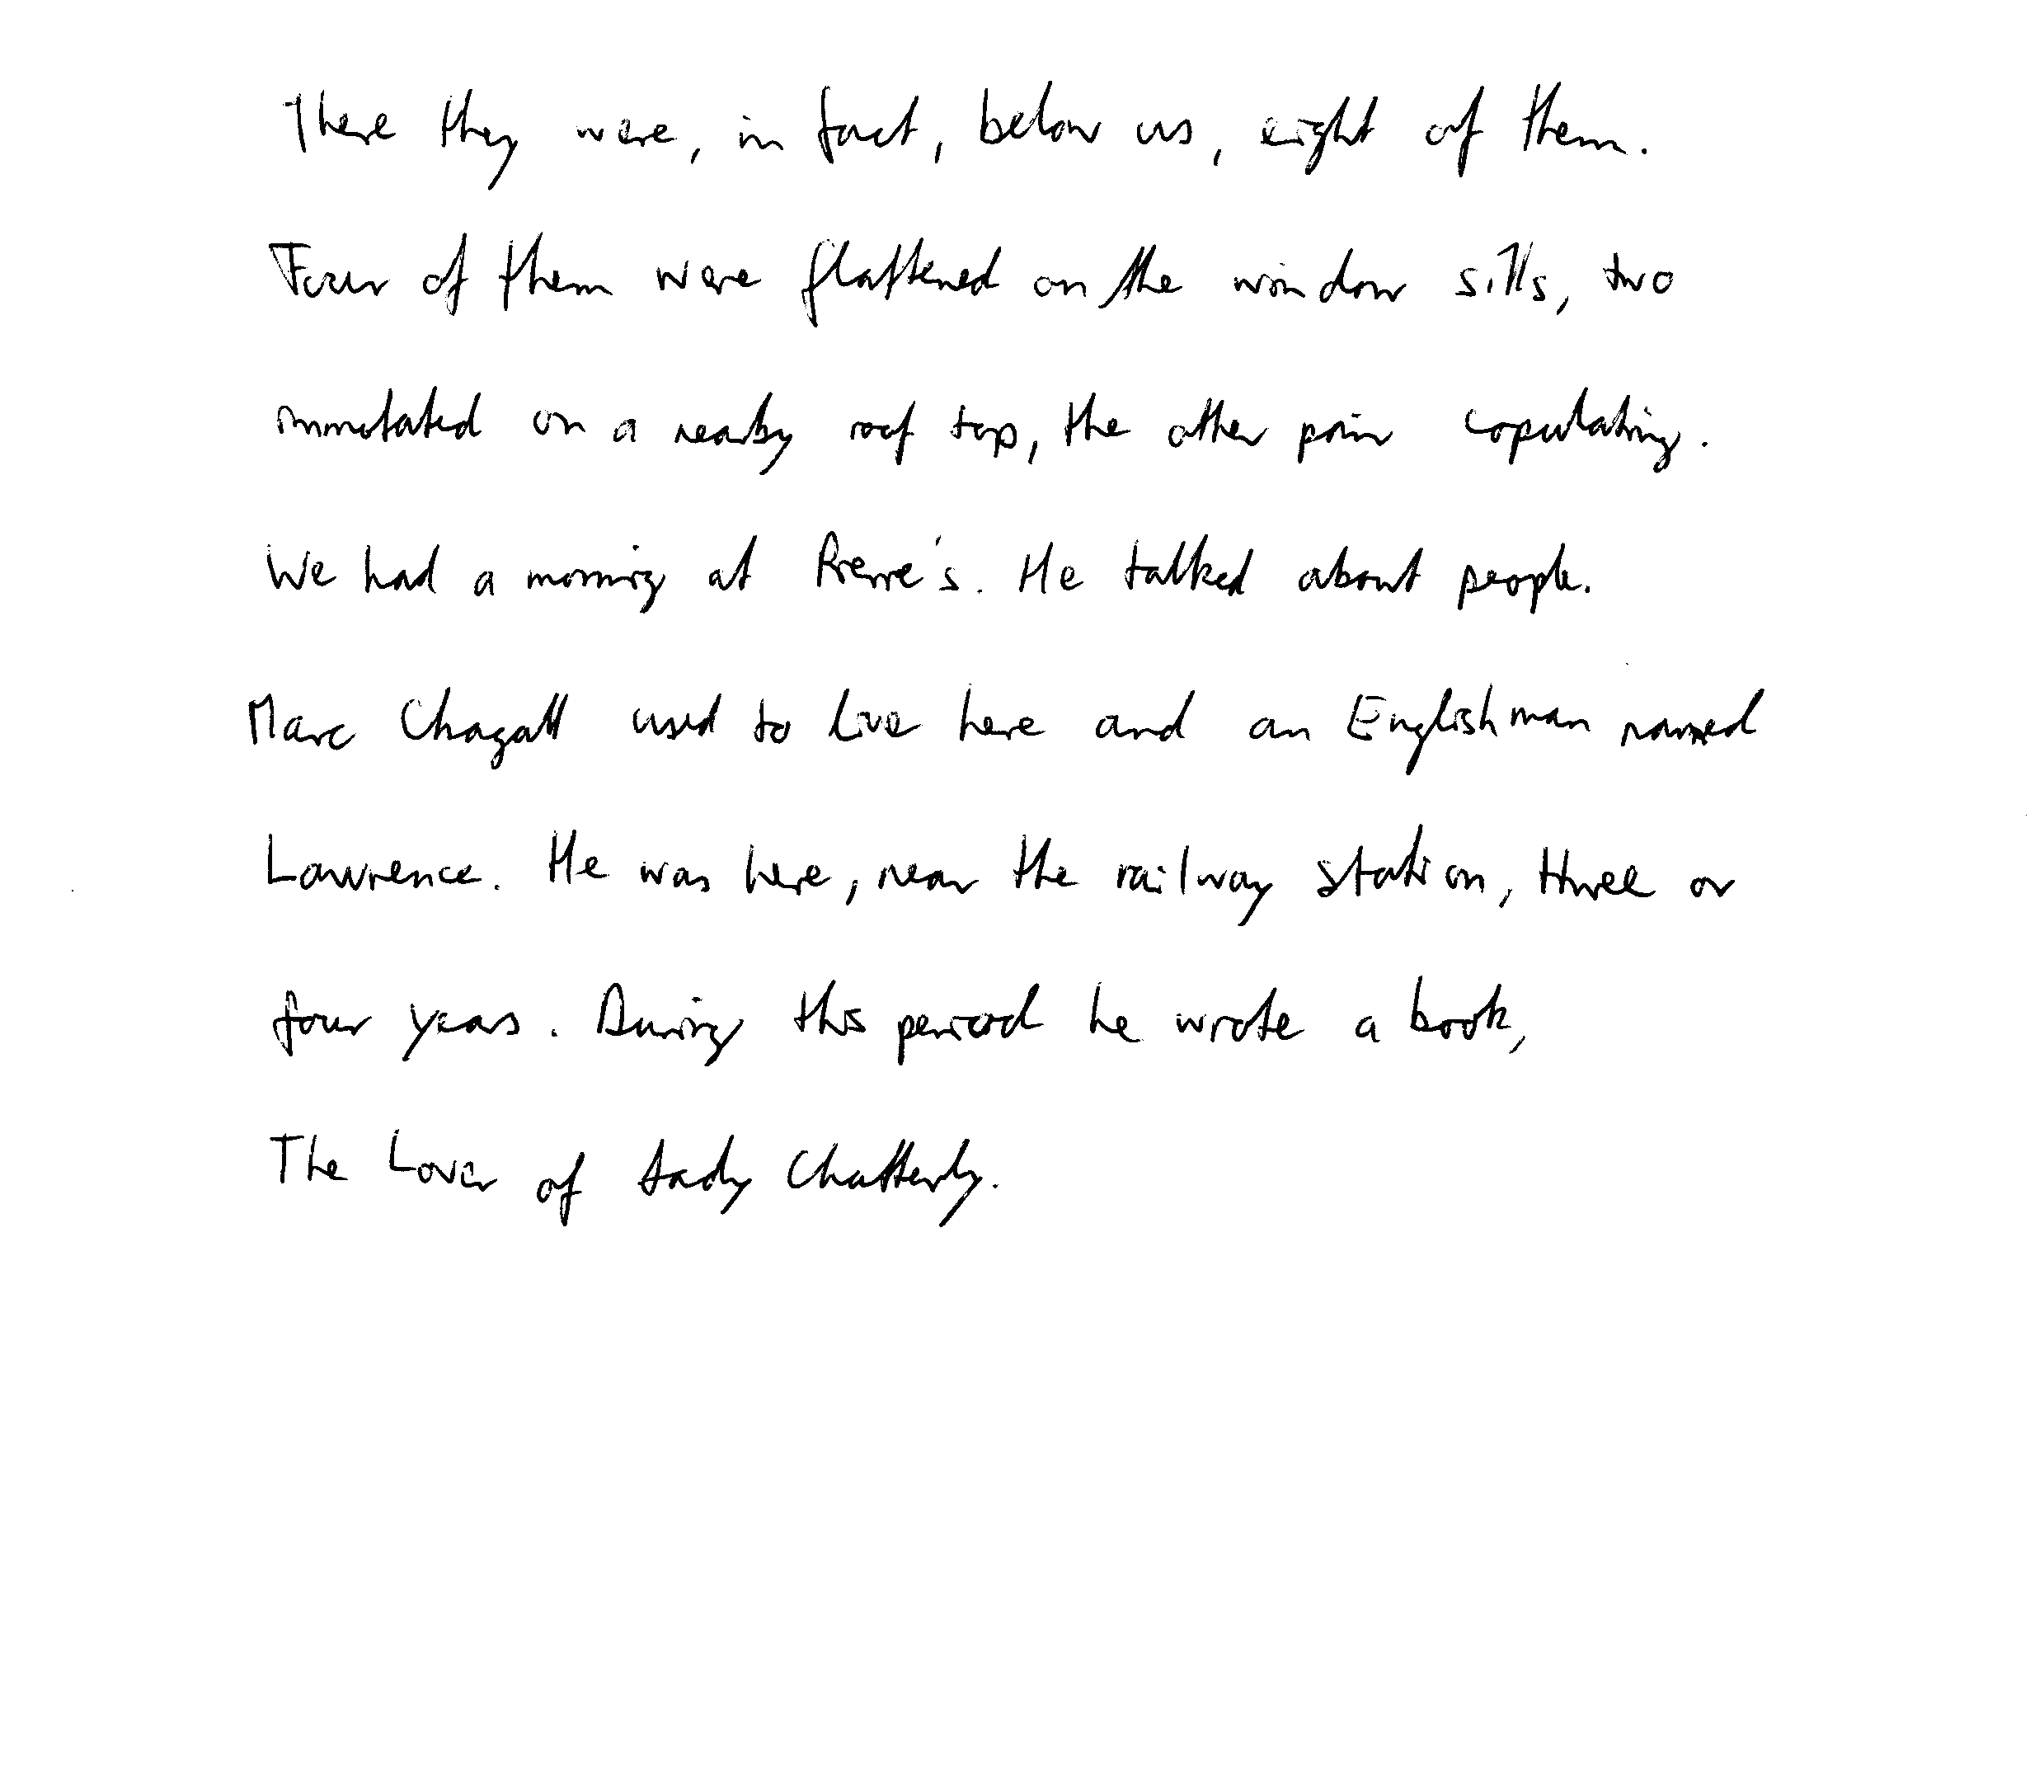 There they were, in fact, below us, eight of them.
Four of them were flattened on the window sills, two
on a nearby roof top, the other pair copulating.
We had a morning at Pierre's. He talked about people.
Marc Chagall used to live here and an Englishman named
Lawrence. He was here, near the railway station, three or
four years. During this period he wrote a book,
The Lover of Lady Chatterly.